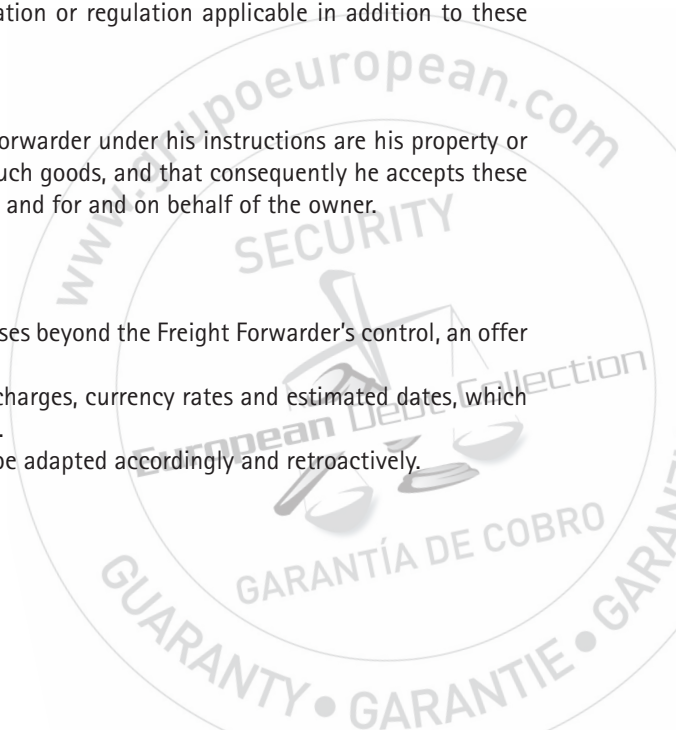 ation or regulation applicable in addition to these
orwarder under his instructions are his property or
uch goods, and that consequently he accepts these
and for and on behalf of the owner.
ses beyond the Freight Forwarder's control, an offer
charges, currency rates and estimated dates, which
.
be adapted accordingly and retroactively.
www.grupoeuropean.com
SECURITY
European Debt Collection
GARANTÍA DE COBRO
GUARANTY • GARANTIE • GARANT